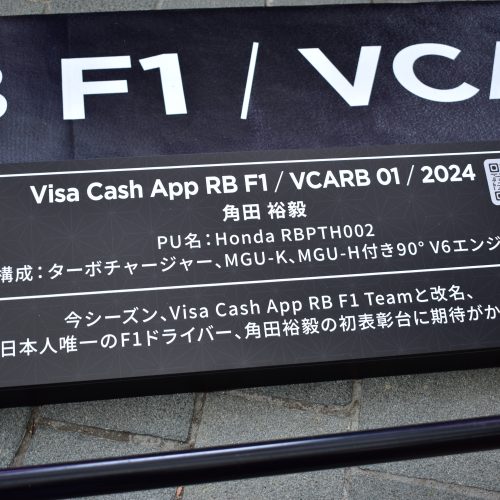 B F1 / VC
Visa Cash App RB F1 / VCARB 01 / 2024
角田 裕毅
PU名：Honda RBPTH002
構成：ターボチャージャー、MGU-K、MGU-H付き90° V6エンジ
今シーズン、Visa Cash App RB F1 Teamと改名、
日本人唯一のF1ドライバー、角田裕毅の初表彰台に期待がか